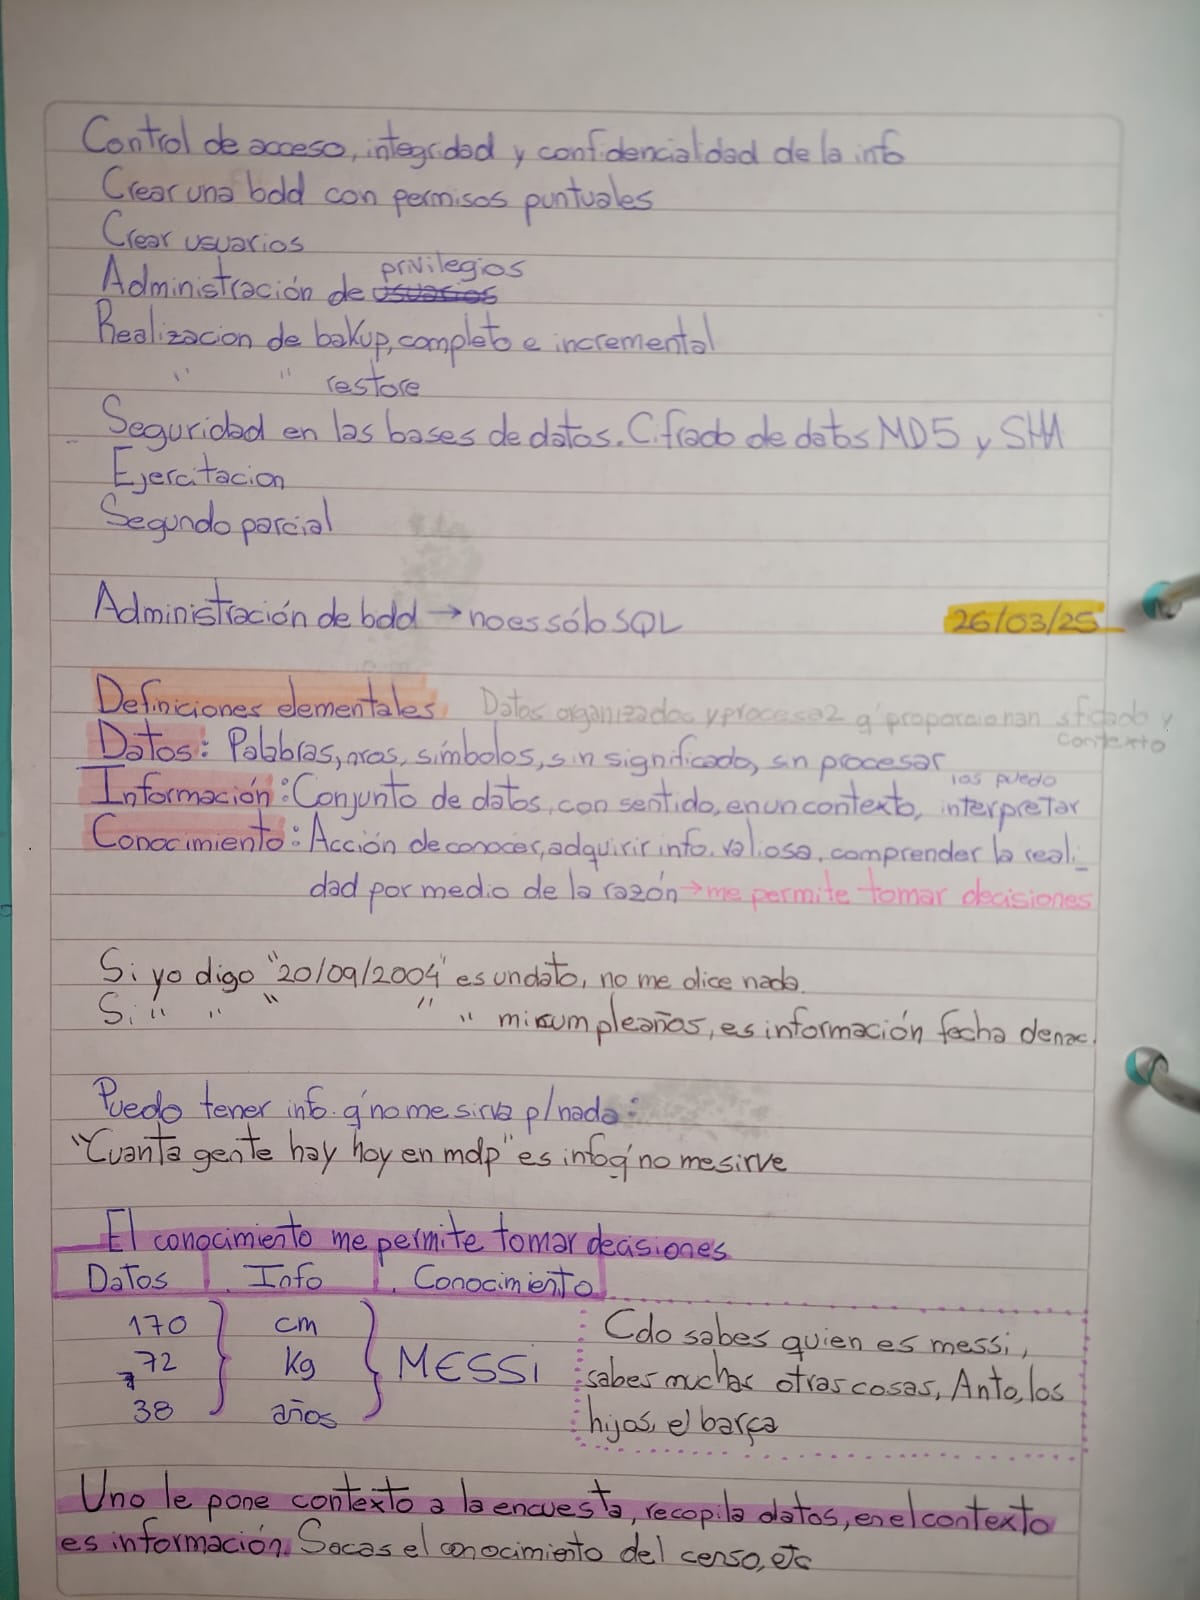 Control de acceso, integridad y confidencialidad de la info
Crear una bdd con permisos puntuales
Crear usuarios
privilegios
Administración de usuarios
Realizacion de bakup, completo e incremental
" " restore
Seguridad en las bases de datos. Cifrado de datos MD5 y SHA
Ejercitacion
Segundo parcial
Administración de bdd → no es sólo SQL 26/03/25
Definiciones elementales Datos organizados y procesa2 q' proporcionan sficado y
contexto
Datos: Palabras, nros, símbolos, sin significado, sin procesar
los puedo
Información: Conjunto de datos, con sentido, en un contexto, interpretar
Conocimiento: Acción de conocer, adquirir info. valiosa, comprender la reali-
dad por medio de la razón → me permite tomar decisiones
Si yo digo "20/09/2004" es un dato, no me dice nada.
Si " " " " " mi cumpleaños, es información fecha de nac.
Puedo tener info. q' no me sirva p/ nada:
"Cuanta gente hay hoy en mdp" es info q' no me sirve
El conocimiento me permite tomar decisiones
Datos Info Conocimiento
170 cm Cdo sabes quien es messi,
72 Kg MESSI sabes muchas otras cosas, Anto, los
38 años hijos, el barça
Uno le pone contexto a la encuesta, recopila datos, en el contexto
es información. Sacas el conocimiento del censo, etc